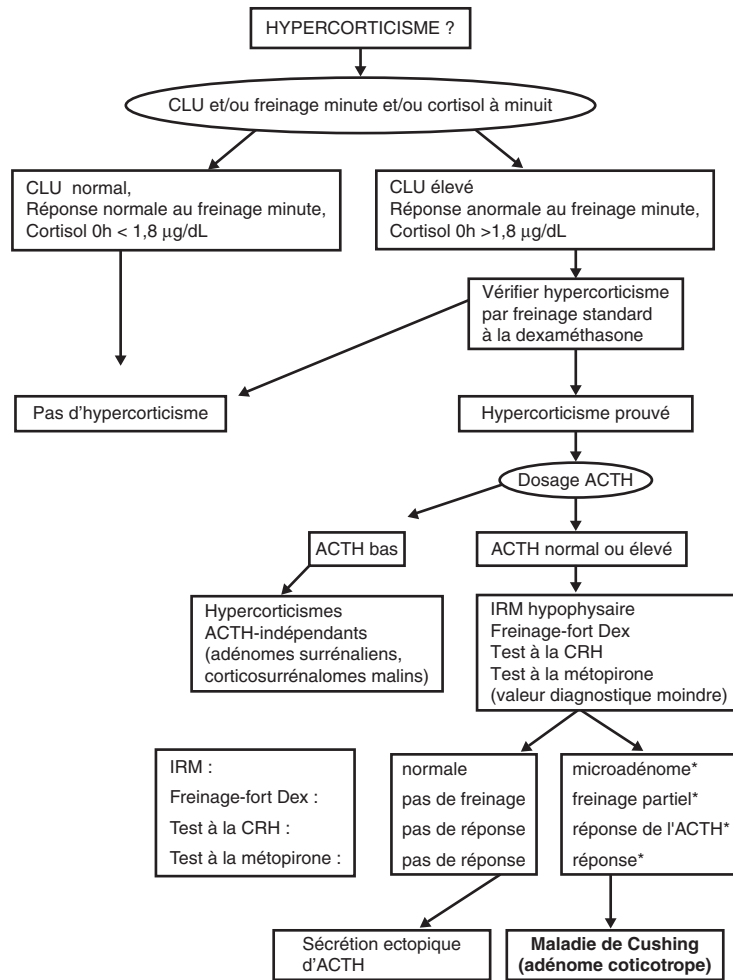 HYPERCORTICISME ?
CLU et/ou freinage minute et/ou cortisol à minuit
CLU normal,
Réponse normale au freinage minute,
Cortisol 0h < 1,8 µg/dL
CLU élevé
Réponse anormale au freinage minute,
Cortisol 0h >1,8 µg/dL
Vérifier hypercorticisme
par freinage standard
à la dexaméthasone
Pas d'hypercorticisme
Hypercorticisme prouvé
Dosage ACTH
ACTH bas
ACTH normal ou élevé
Hypercorticismes
ACTH-indépendants
(adénomes surrénaliens,
corticosurrénalomes malins)
IRM hypophysaire
Freinage-fort Dex
Test à la CRH
Test à la métopirone
(valeur diagnostique moindre)
IRM :
Freinage-fort Dex :
Test à la CRH :
Test à la métopirone :
normale
pas de freinage
pas de réponse
pas de réponse
microadénome*
freinage partiel*
réponse de l'ACTH*
réponse*
Sécrétion ectopique
d'ACTH
Maladie de Cushing
(adénome coticotrope)